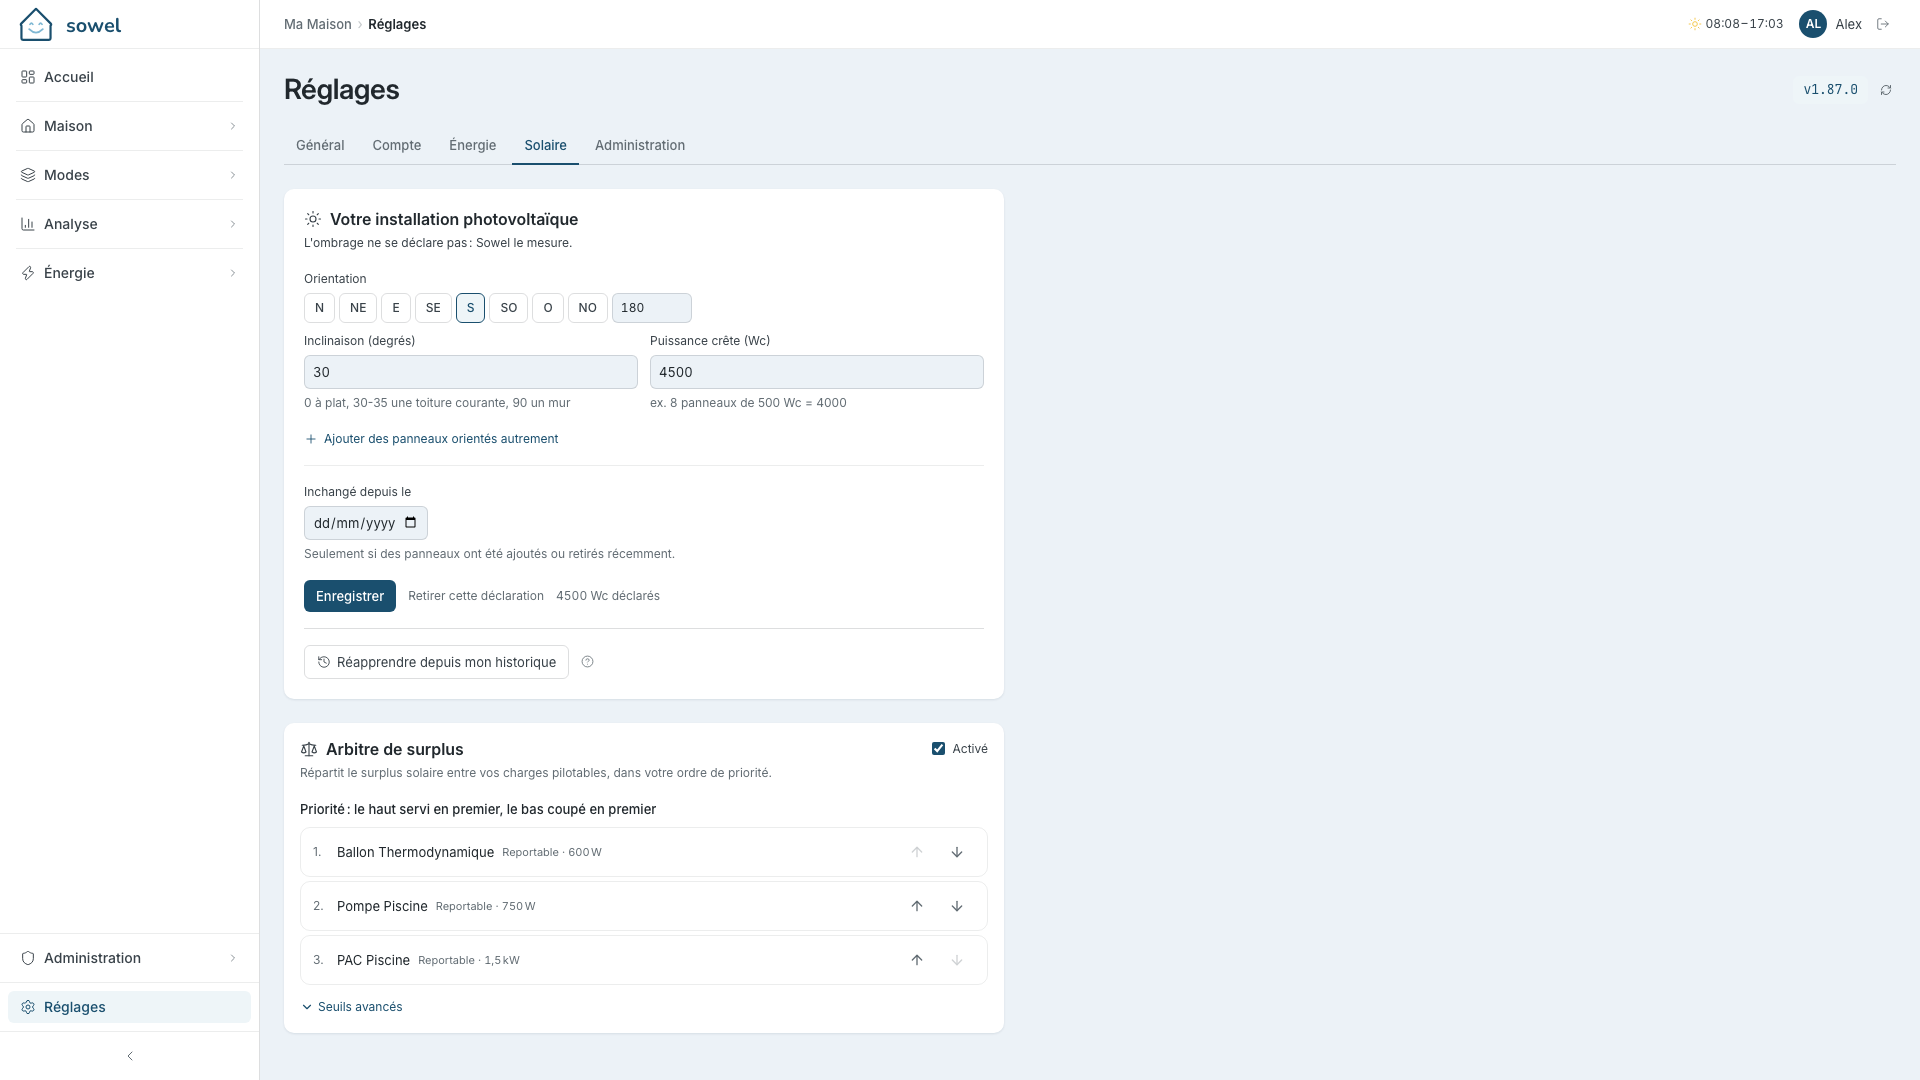 sowel
Ma Maison › Réglages
08:08–17:03
AL
Alex
Accueil
Maison
Modes
Analyse
Énergie
Administration
Réglages
Réglages
v1.87.0
Général
Compte
Énergie
Solaire
Administration
Votre installation photovoltaïque
L'ombrage ne se déclare pas : Sowel le mesure.
Orientation
N
NE
E
SE
S
SO
O
NO
180
Inclinaison (degrés)
Puissance crête (Wc)
30
4500
0 à plat, 30-35 une toiture courante, 90 un mur
ex. 8 panneaux de 500 Wc = 4000
Ajouter des panneaux orientés autrement
Inchangé depuis le
dd/mm/yyyy
Seulement si des panneaux ont été ajoutés ou retirés récemment.
Enregistrer
Retirer cette déclaration
4500 Wc déclarés
Réapprendre depuis mon historique
Arbitre de surplus
Activé
Répartit le surplus solaire entre vos charges pilotables, dans votre ordre de priorité.
Priorité : le haut servi en premier, le bas coupé en premier
1. Ballon Thermodynamique Reportable · 600 W
2. Pompe Piscine Reportable · 750 W
3. PAC Piscine Reportable · 1,5 kW
Seuils avancés